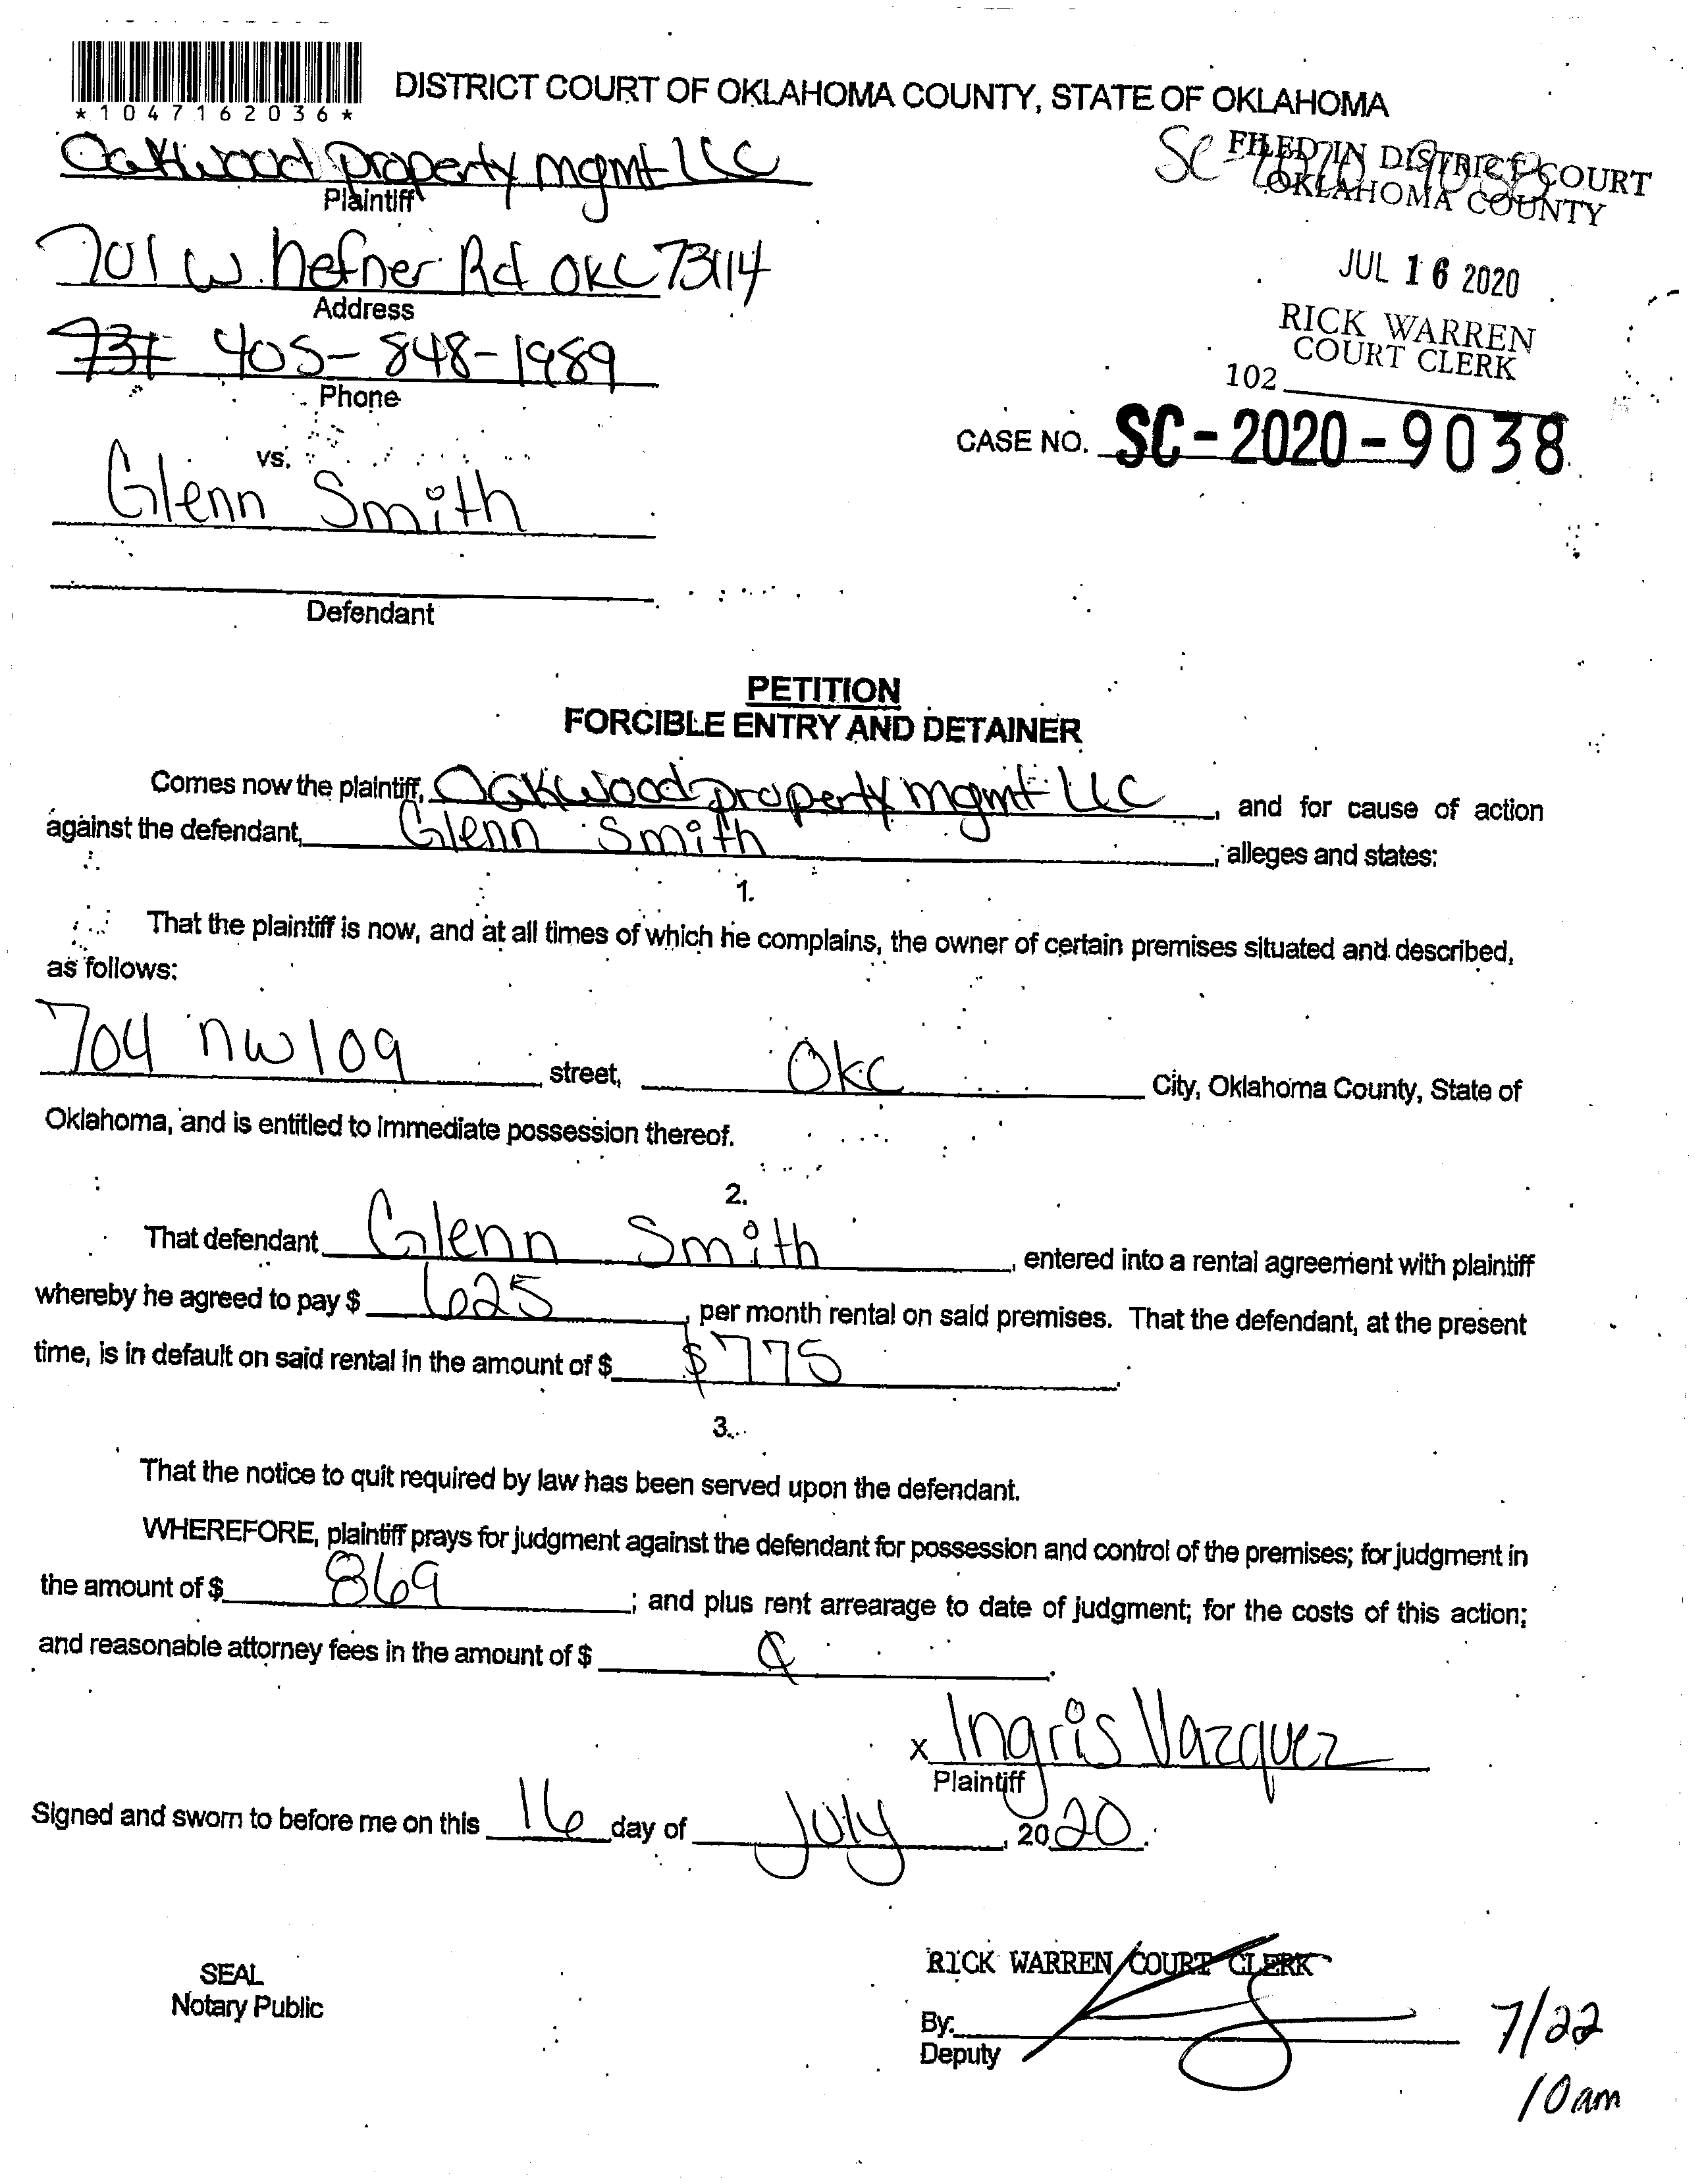 *1047162036*
DISTRICT COURT OF OKLAHOMA COUNTY, STATE OF OKLAHOMA
Oakwood property mgmt LLC
Plaintiff
FILED IN DISTRICT COURT
OKLAHOMA COUNTY
701 W. hefner Rd OKC 73114
Address
JUL 16 2020
RICK WARREN
COURT CLERK
102
731 405-848-1989
Phone
CASE NO. SC-2020-9038
vs.
Glenn Smith
Defendant
PETITION
FORCIBLE ENTRY AND DETAINER
Comes now the plaintiff, Oakwood property mgmt LLC, and for cause of action
against the defendant, Glenn Smith, alleges and states:
1.
That the plaintiff is now, and at all times of which he complains, the owner of certain premises situated and described,
as follows:
704 nw 109 street, OKC City, Oklahoma County, State of
Oklahoma, and is entitled to immediate possession thereof.
2.
That defendant Glenn Smith, entered into a rental agreement with plaintiff
whereby he agreed to pay $ 625, per month rental on said premises. That the defendant, at the present
time, is in default on said rental in the amount of $ $775.
3.
That the notice to quit required by law has been served upon the defendant.
WHEREFORE, plaintiff prays for judgment against the defendant for possession and control of the premises; for judgment in
the amount of $ 869; and plus rent arrearage to date of judgment; for the costs of this action;
and reasonable attorney fees in the amount of $
x Ingris Vazquez
Plaintiff
Signed and sworn to before me on this 16 day of July, 2020.
RICK WARREN COURT CLERK
SEAL
Notary Public
By:
Deputy
7/22
10am